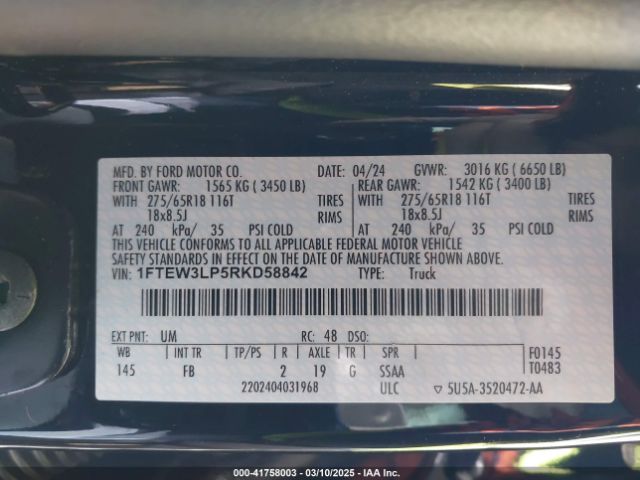 MFD. BY FORD MOTOR CO. DATE: 04/24 GVWR: 3016 KG ( 6650 LB)
FRONT GAWR: 1565 KG ( 3450 LB) REAR GAWR: 1542 KG ( 3400 LB)
WITH 275/65R18 116T TIRES WITH 275/65R18 116T TIRES
18x8.5J RIMS 18x8.5J RIMS
AT 240 kPa/ 35 PSI COLD AT 240 kPa/ 35 PSI COLD
THIS VEHICLE CONFORMS TO ALL APPLICABLE FEDERAL MOTOR VEHICLE
SAFETY STANDARDS IN EFFECT ON THE DATE OF MANUFACTURE SHOWN ABOVE.
VIN: 1FTEW3LP5RKD58842 TYPE: Truck
EXT PNT: UM RC: 48 DSO:
WB INT TR TP/PS R AXLE TR SPR F0145
145 FB 2 19 G SSAA T0483
2202404031968 ULC 5U5A-3520472-AA
000-41758003 — 03/10/2025 — IAA Inc.